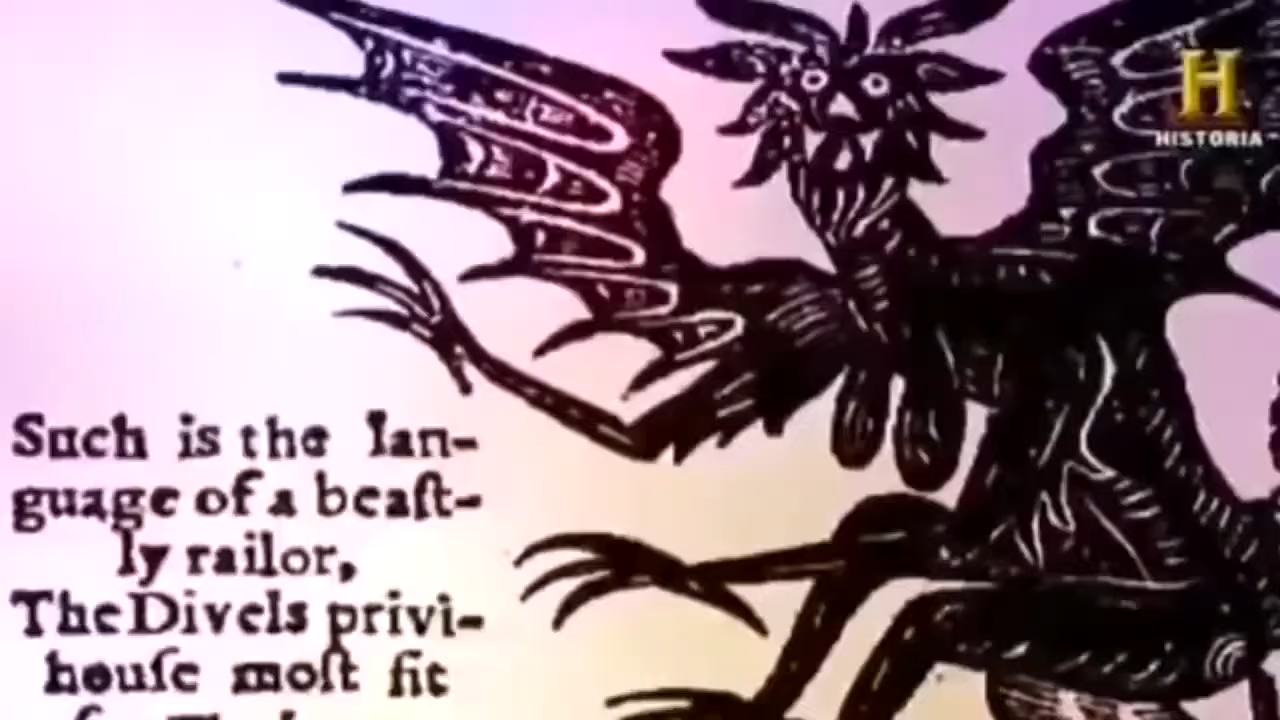 H
HISTORIA
Such is the lan-
guage of a beaſt-
ly railor,
The Divels privi-
houſe moſt fit